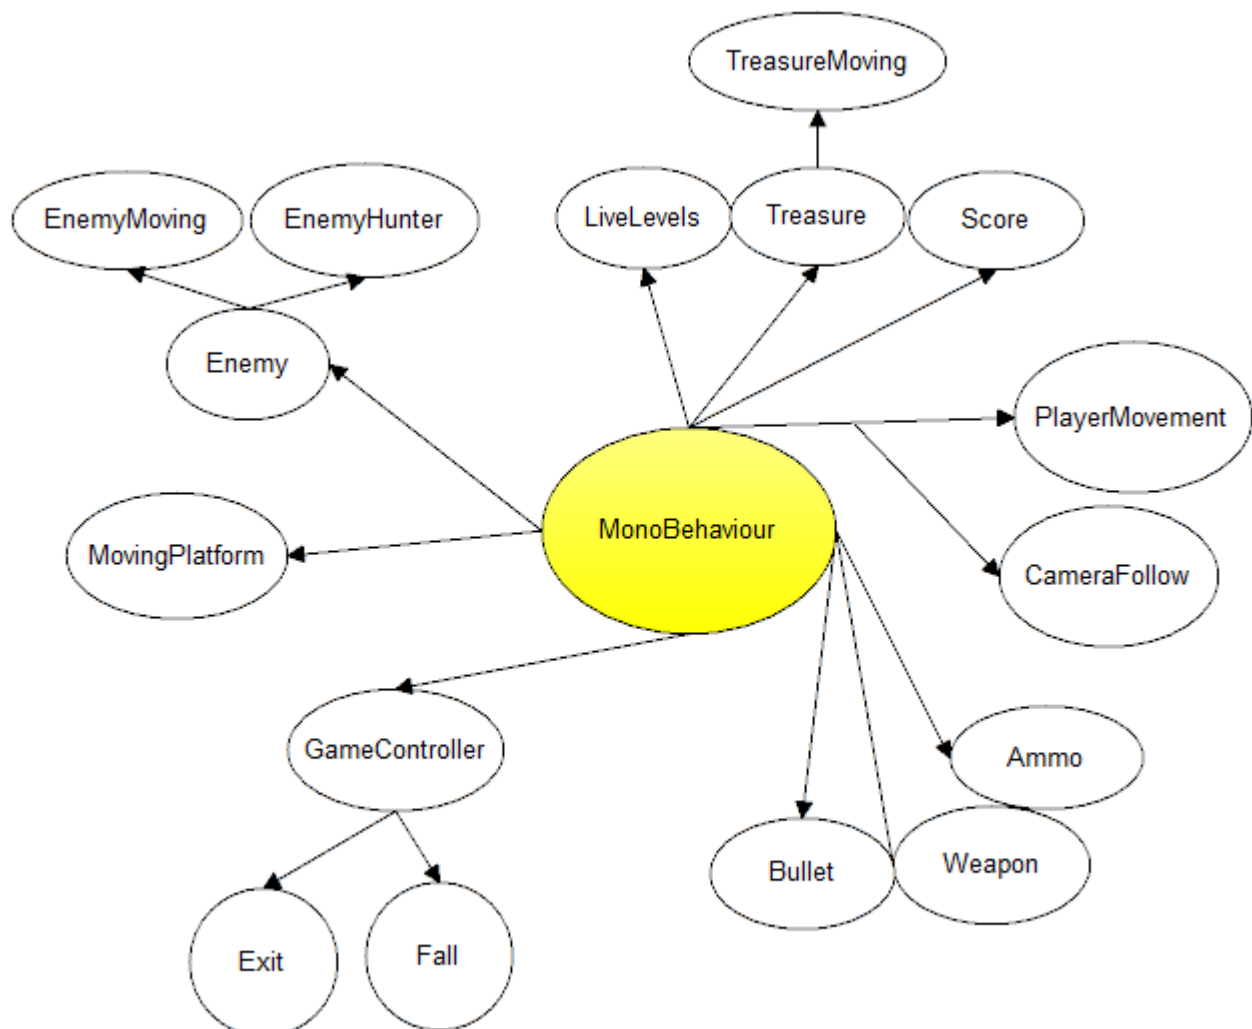 TreasureMoving
EnemyMoving
EnemyHunter
LiveLevels
Treasure
Score
Enemy
PlayerMovement
MonoBehaviour
MovingPlatform
CameraFollow
GameController
Ammo
Bullet
Weapon
Exit
Fall